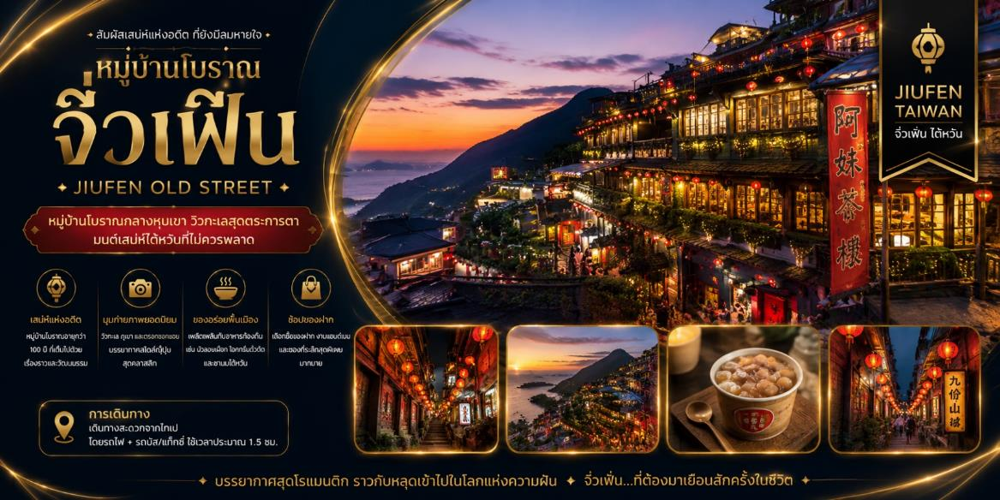 สัมผัสเสน่ห์แห่งอดีต ที่ยังมีลมหายใจ
หมู่บ้านโบราณ
จิ่วเฟิ่น
JIUFEN OLD STREET
หมู่บ้านโบราณกลางหุบเขา วิวทะเลสุดตระการตา
มนต์เสน่ห์ไต้หวันที่ไม่ควรพลาด
เสน่ห์แห่งอดีต
หมู่บ้านโบราณอายุกว่า
100 ปี ที่เต็มไปด้วย
เรื่องราวและวัฒนธรรม
มุมถ่ายภาพยอดนิยม
วิวทะเล ภูเขา และตรอกซอกซอย
บรรยากาศสไตล์ญี่ปุ่น
สุดคลาสสิก
ของอร่อยพื้นเมือง
เพลิดเพลินกับอาหารท้องถิ่น
เช่น บัวลอยเผือก ไอศกรีมถั่วตัด
และชานมไต้หวัน
ช้อปของฝาก
เลือกซื้อของฝาก งานแฮนด์เมด
และของที่ระลึกสุดพิเศษ
มากมาย
การเดินทาง
เดินทางสะดวกจากไทเป
โดยรถไฟ + รถบัส/แท็กซี่ ใช้เวลาประมาณ 1.5 ชม.
JIUFEN
TAIWAN
จิ่วเฟิ่น ไต้หวัน
阿妹茶樓
九份山城
บรรยากาศสุดโรแมนติก ราวกับหลุดเข้าไปในโลกแห่งความฝัน
จิ่วเฟิ่น...ที่ต้องมาเยือนสักครั้งในชีวิต